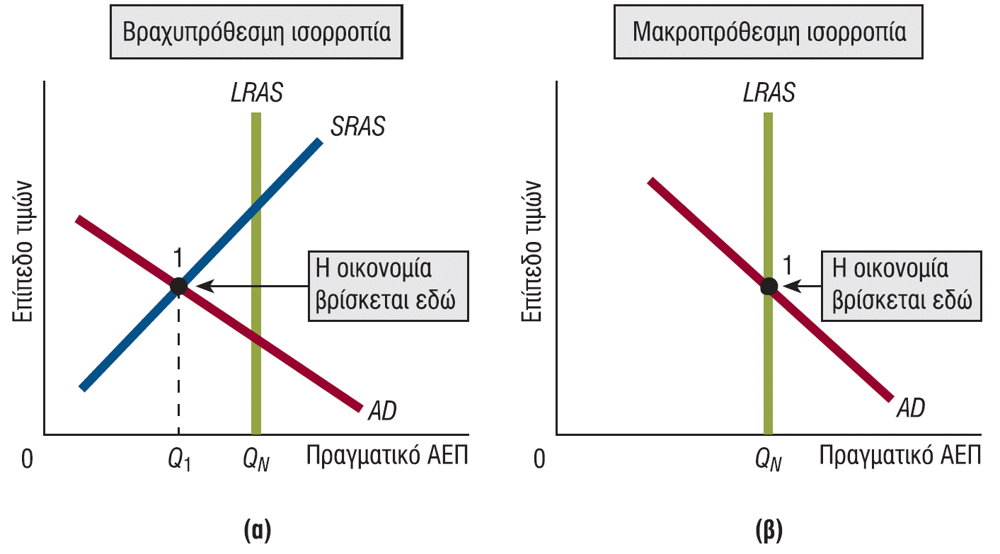 Βραχυπρόθεσμη ισορροπία
LRAS
SRAS
Επίπεδο τιμών
1
Η οικονομία
βρίσκεται εδώ
AD
0
Q1
QN
Πραγματικό ΑΕΠ
(α)
Μακροπρόθεσμη ισορροπία
LRAS
Επίπεδο τιμών
1
Η οικονομία
βρίσκεται εδώ
AD
0
QN
Πραγματικό ΑΕΠ
(β)